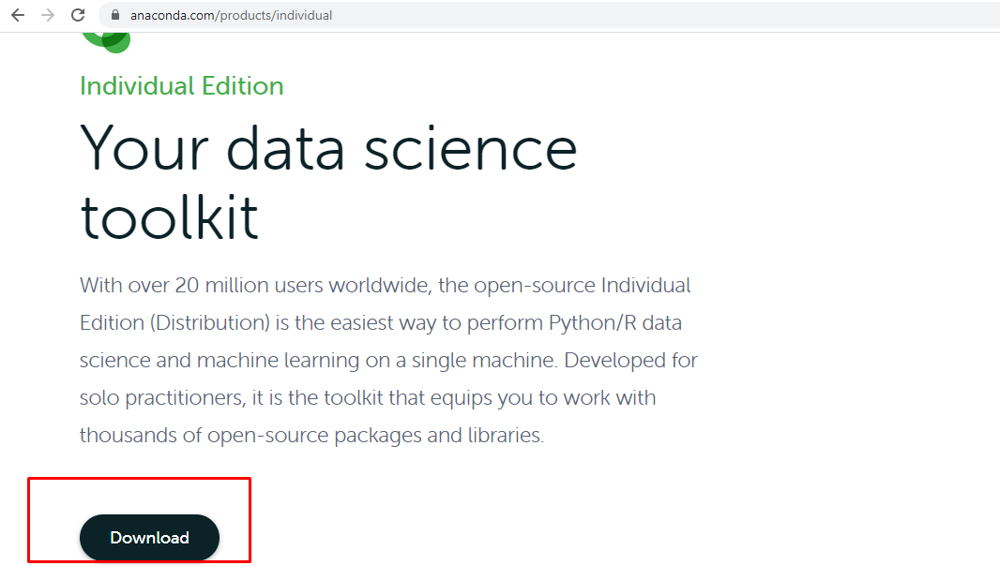 anaconda.com/products/individual
Individual Edition
Your data science
toolkit
With over 20 million users worldwide, the open-source Individual
Edition (Distribution) is the easiest way to perform Python/R data
science and machine learning on a single machine. Developed for
solo practitioners, it is the toolkit that equips you to work with
thousands of open-source packages and libraries.
Download